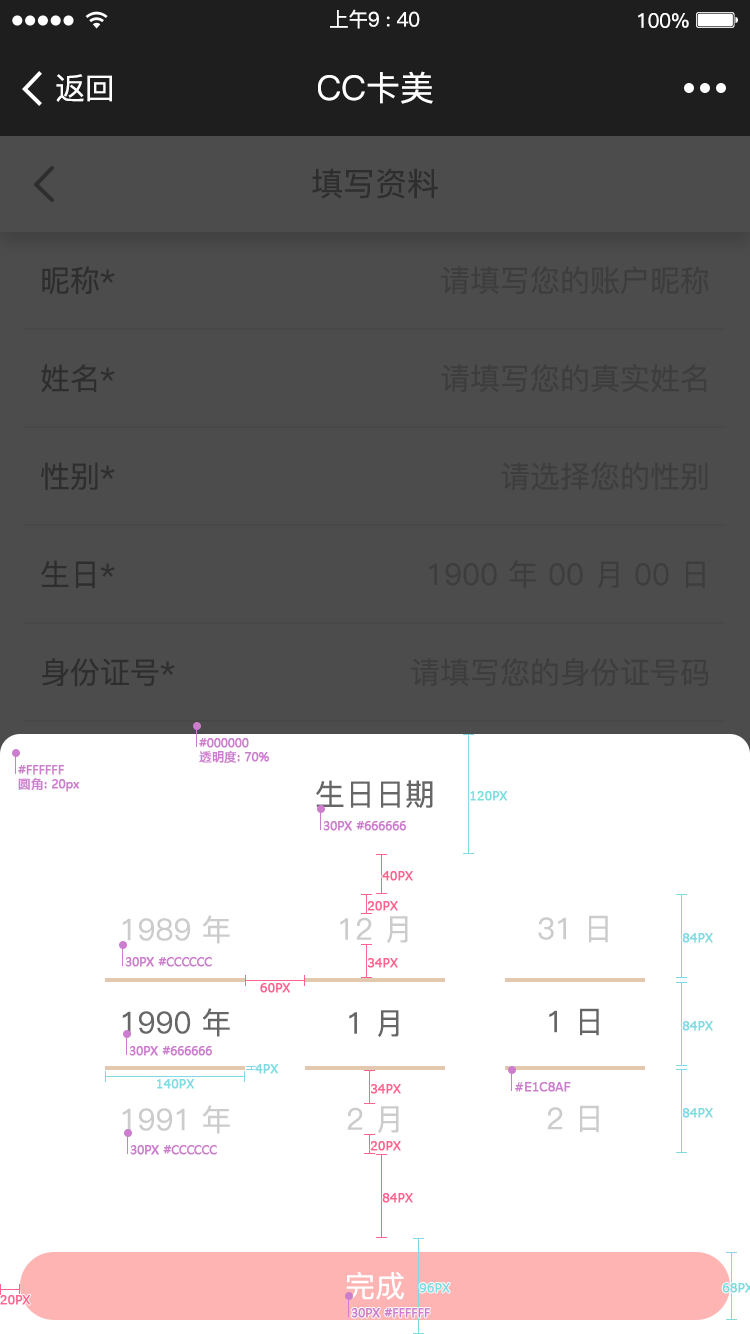 上午9 : 40
100%
返回
CC卡美
填写资料
昵称*
请填写您的账户昵称
姓名*
请填写您的真实姓名
性别*
请选择您的性别
生日*
1900 年 00 月 00 日
身份证号*
请填写您的身份证号码
#000000
透明度: 70%
#FFFFFF
圆角: 20px
生日日期
120PX
30PX #666666
40PX
20PX
1989 年
12 月
31 日
84PX
30PX #CCCCCC
34PX
60PX
1990 年
1 月
1 日
84PX
30PX #666666
4PX
140PX
34PX
#E1C8AF
1991 年
2 月
2 日
84PX
30PX #CCCCCC
20PX
84PX
完成
96PX
68PX
20PX
30PX #FFFFFF